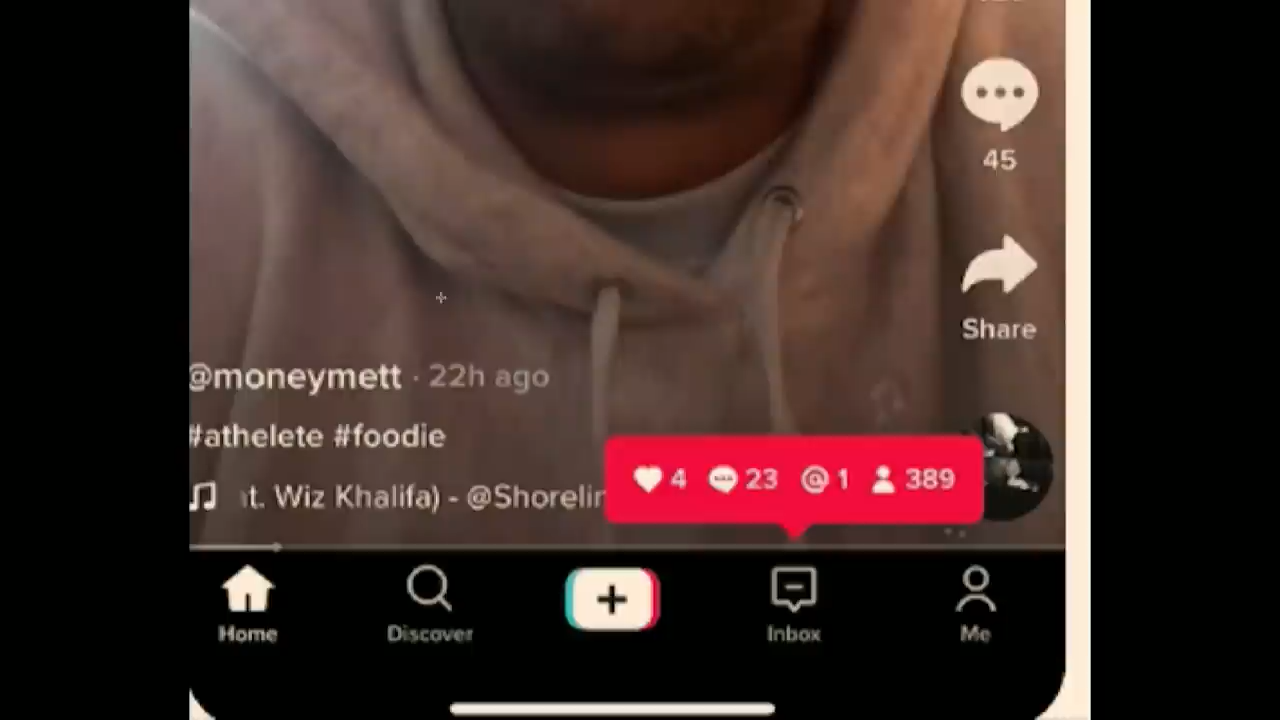 45
Share
@moneymett · 22h ago
#athelete #foodie
t. Wiz Khalifa) - @Shorelin
4 23 @ 1 389
Home Discover Inbox Me